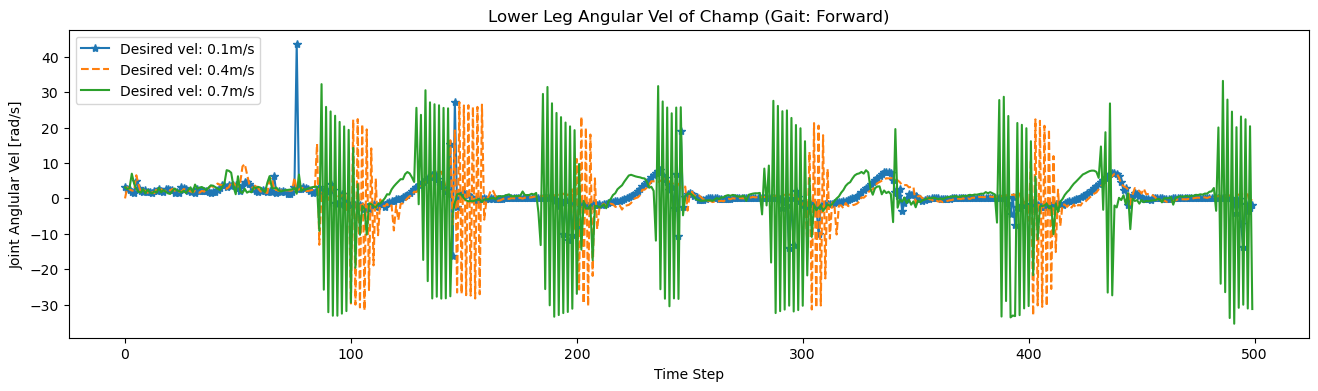 Lower Leg Angular Vel of Champ (Gait: Forward)
Desired vel: 0.1m/s
Desired vel: 0.4m/s
Desired vel: 0.7m/s
Joint Anglular Vel [rad/s]
40
30
20
10
0
−10
−20
−30
0
100
200
300
400
500
Time Step